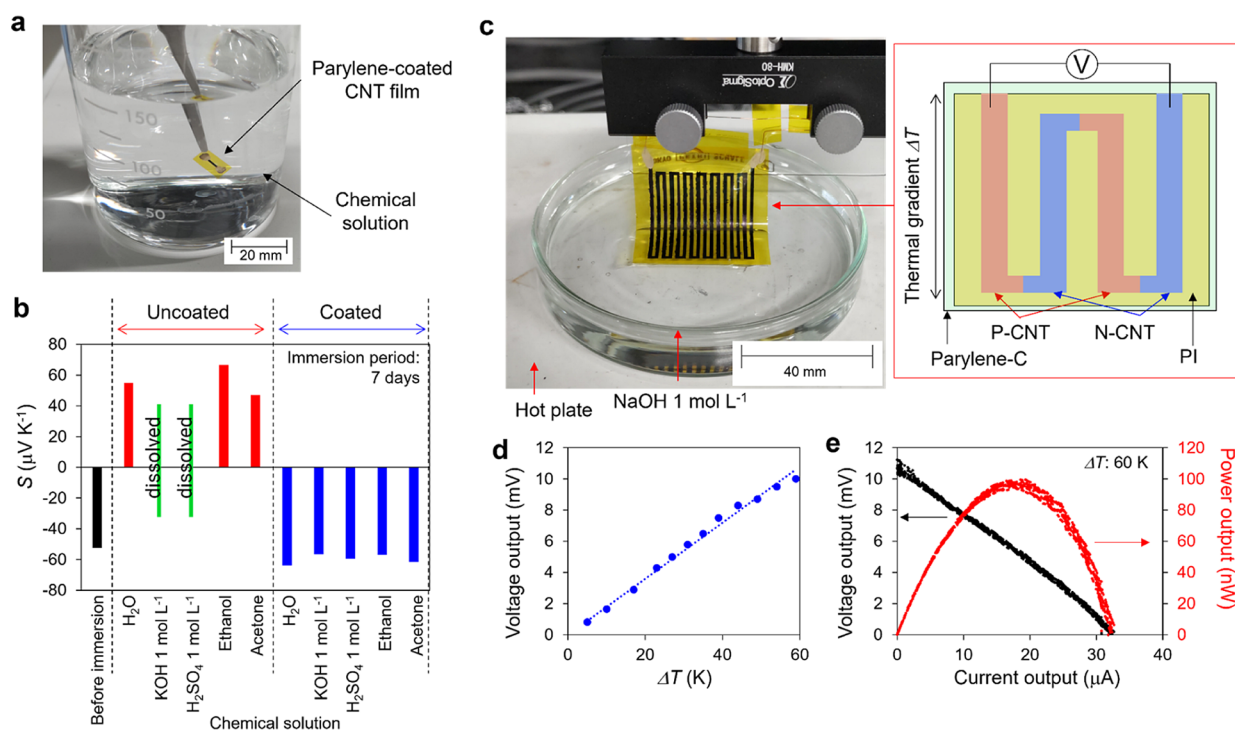 a
150
100
50
Parylene-coated
CNT film
Chemical
solution
20 mm
b
Uncoated
Coated
Immersion period:
7 days
S (μV K⁻¹)
80
60
40
20
0
-20
-40
-60
-80
dissolved
dissolved
Before immersion
H₂O
KOH 1 mol L⁻¹
H₂SO₄ 1 mol L⁻¹
Ethanol
Acetone
H₂O
KOH 1 mol L⁻¹
H₂SO₄ 1 mol L⁻¹
Ethanol
Acetone
Chemical solution
c
KMH-80
OptoSigma
40 mm
Hot plate
NaOH 1 mol L⁻¹
V
Thermal gradient ΔT
P-CNT
N-CNT
Parylene-C
PI
d
Voltage output (mV)
12
10
8
6
4
2
0
0 20 40 60
ΔT (K)
e
ΔT: 60 K
Voltage output (mV)
12
10
8
6
4
2
0
0 10 20 30 40
Current output (μA)
120
100
80
60
40
20
0
Power output (nW)